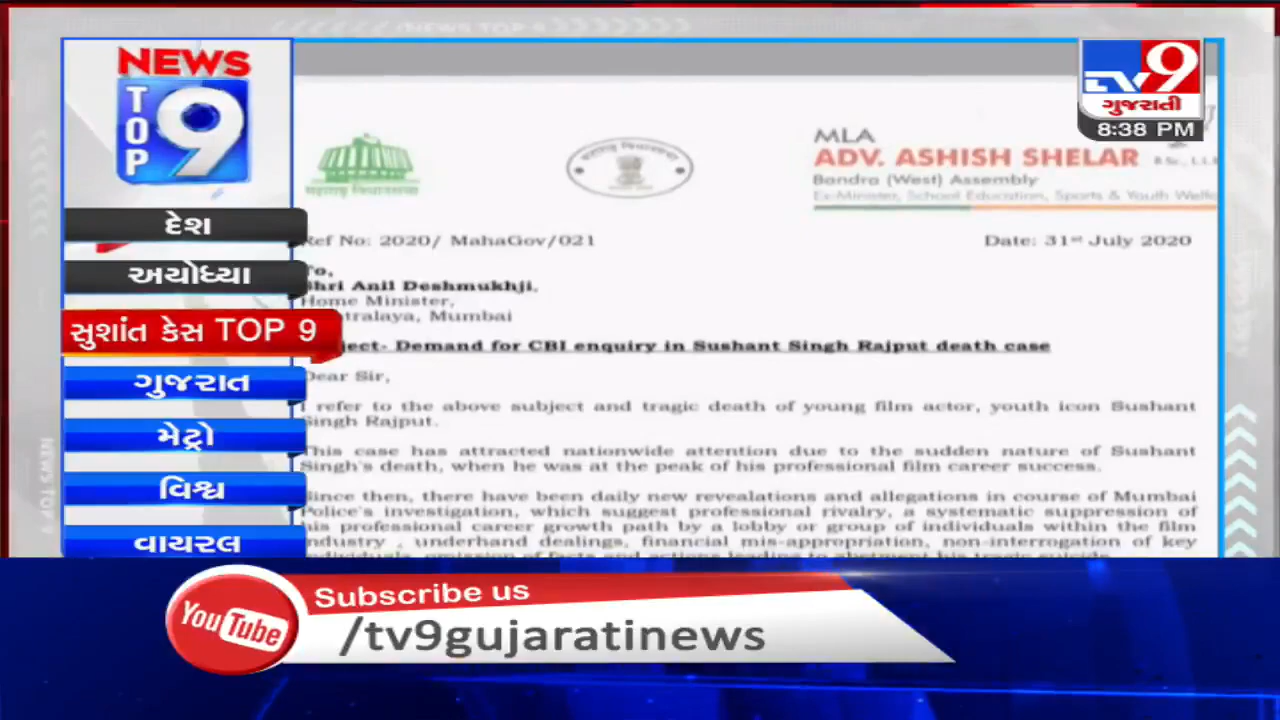 NEWS
TOP
9
TV9
ગુજરાતી
8:38 PM
દેશ
અયોધ્યા
સુશાંત કેસ TOP 9
ગુજરાત
મેટ્રો
વિશ્વ
વાયરલ
MLA
ADV. ASHISH SHELAR
Bandra (West) Assembly
Ex-Minister, School Education, Sports & Youth
Ref No: 2020/ MahaGov/021
Date: 31st July 2020
To,
Shri Anil Deshmukhji,
Home Minister,
Mumbai
Demand for CBI enquiry in Sushant Singh Rajput death case
Dear Sir,
I refer to the above subject and tragic death of young film actor, youth icon Sushant
Singh Rajput.
This case has attracted nationwide attention due to the sudden nature of Sushant
Singh's death, when he was at the peak of his professional film career success.
Since then, there have been daily new revealations and allegations in course of Mumbai
Police's investigation, which suggest professional rivalry, a systematic suppression of
his professional career growth path by a lobby or group of individuals within the film
industry , underhand dealings, financial mis-appropriation, non-interrogation of key
YouTube
Subscribe us
/tv9gujaratinews